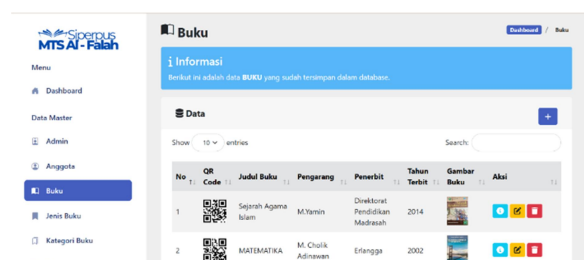 Siperpus
MTS Al - Falah
Menu
Dashboard
Data Master
Admin
Anggota
Buku
Jenis Buku
Kategori Buku
Buku
Dashboard / Buku
i Informasi
Berikut ini adalah data BUKU yang sudah tersimpan dalam database.
Data
+
Show 10 entries
Search:
No QR Code Judul Buku Pengarang Penerbit Tahun Terbit Gambar Buku Aksi
1 Sejarah Agama Islam M.Yamin Direktorat Pendidikan Madrasah 2014
2 MATEMATIKA M. Cholik Adinawan Erlangga 2002